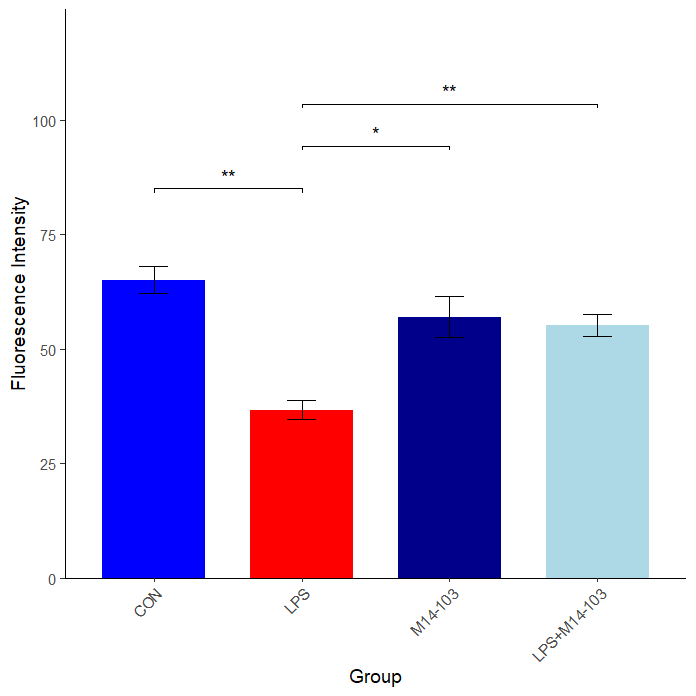 **
*
**
100
75
50
25
0
Fluorescence Intensity
CON
LPS
M14-103
LPS+M14-103
Group